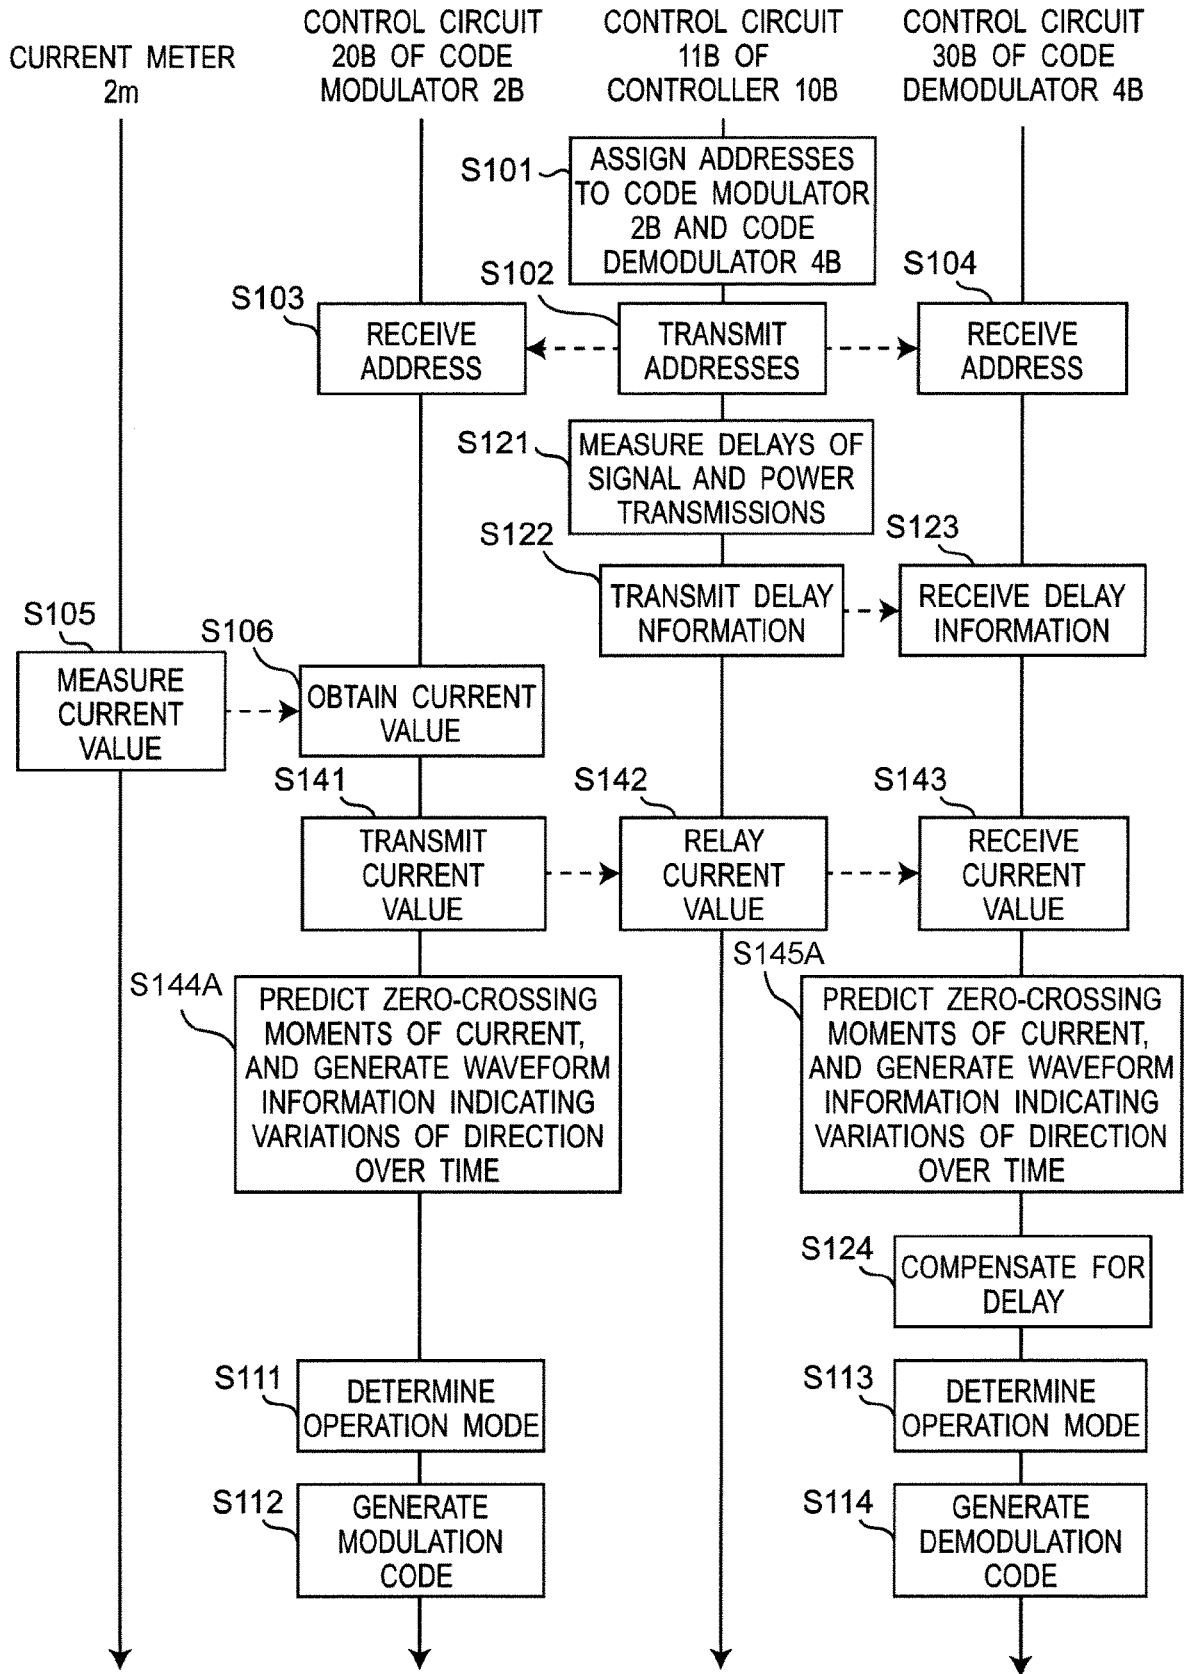 CURRENT METER
2m
CONTROL CIRCUIT
20B OF CODE
MODULATOR 2B
CONTROL CIRCUIT
11B OF
CONTROLLER 10B
CONTROL CIRCUIT
30B OF CODE
DEMODULATOR 4B
S101
ASSIGN ADDRESSES
TO CODE MODULATOR
2B AND CODE
DEMODULATOR 4B
S103
RECEIVE
ADDRESS
S102
TRANSMIT
ADDRESSES
S104
RECEIVE
ADDRESS
S121
MEASURE DELAYS OF
SIGNAL AND POWER
TRANSMISSIONS
S122
TRANSMIT DELAY
NFORMATION
S123
RECEIVE DELAY
INFORMATION
S105
MEASURE
CURRENT
VALUE
S106
OBTAIN CURRENT
VALUE
S141
TRANSMIT
CURRENT
VALUE
S142
RELAY
CURRENT
VALUE
S143
RECEIVE
CURRENT
VALUE
S144A
PREDICT ZERO-CROSSING
MOMENTS OF CURRENT,
AND GENERATE WAVEFORM
INFORMATION INDICATING
VARIATIONS OF DIRECTION
OVER TIME
S145A
PREDICT ZERO-CROSSING
MOMENTS OF CURRENT,
AND GENERATE WAVEFORM
INFORMATION INDICATING
VARIATIONS OF DIRECTION
OVER TIME
S124
COMPENSATE FOR
DELAY
S111
DETERMINE
OPERATION MODE
S113
DETERMINE
OPERATION MODE
S112
GENERATE
MODULATION
CODE
S114
GENERATE
DEMODULATION
CODE